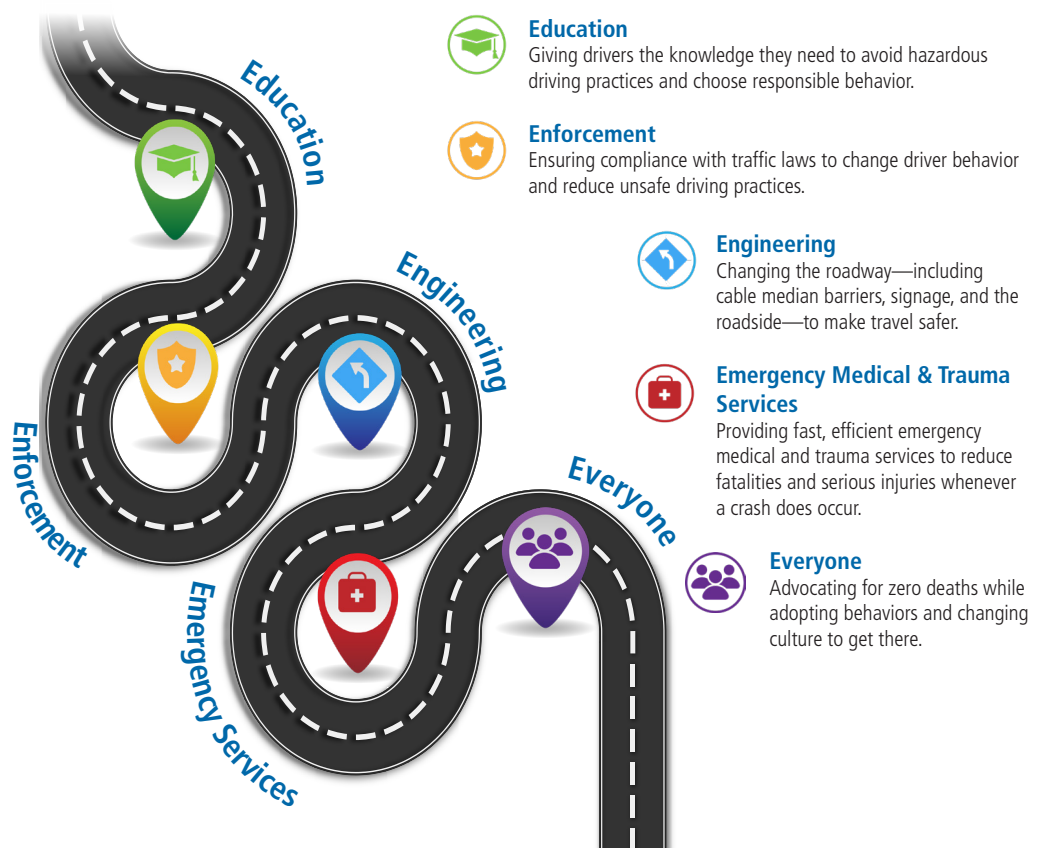 Education
Giving drivers the knowledge they need to avoid hazardous
driving practices and choose responsible behavior.
Enforcement
Ensuring compliance with traffic laws to change driver behavior
and reduce unsafe driving practices.
Engineering
Changing the roadway—including
cable median barriers, signage, and the
roadside—to make travel safer.
Emergency Medical & Trauma
Services
Providing fast, efficient emergency
medical and trauma services to reduce
fatalities and serious injuries whenever
a crash does occur.
Everyone
Advocating for zero deaths while
adopting behaviors and changing
culture to get there.
Education
Engineering
Enforcement
Everyone
Emergency Services